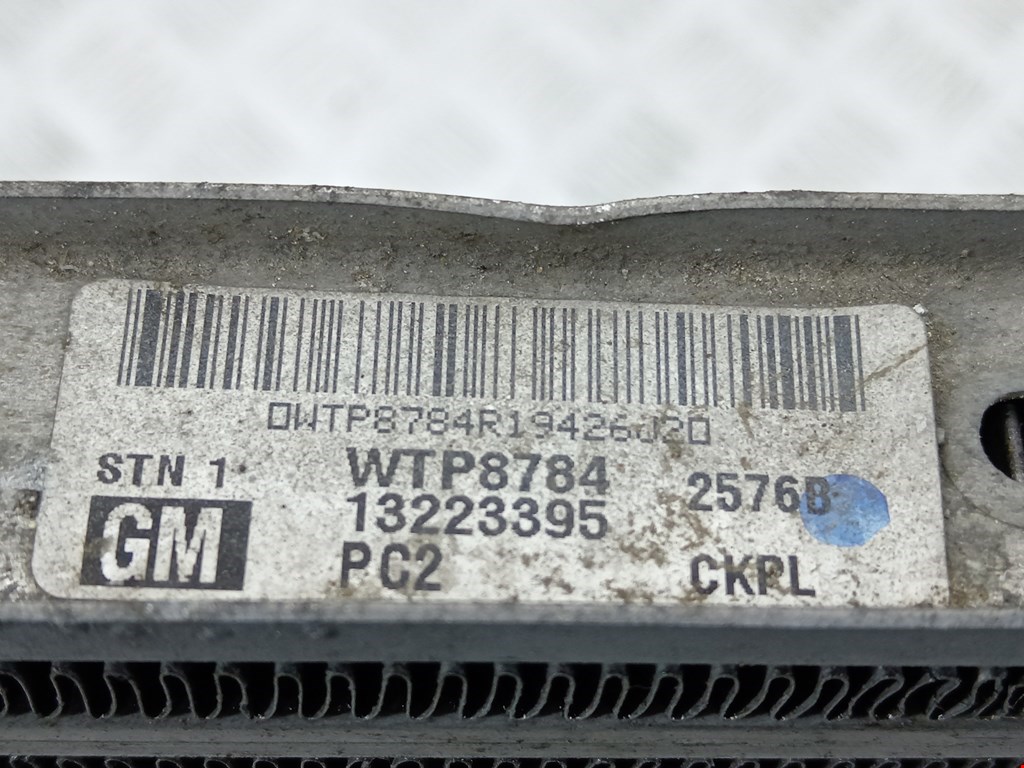 0WTP8784R19426J20
STN 1 WTP8784 2576B
13223395
GM PC2 CKPL